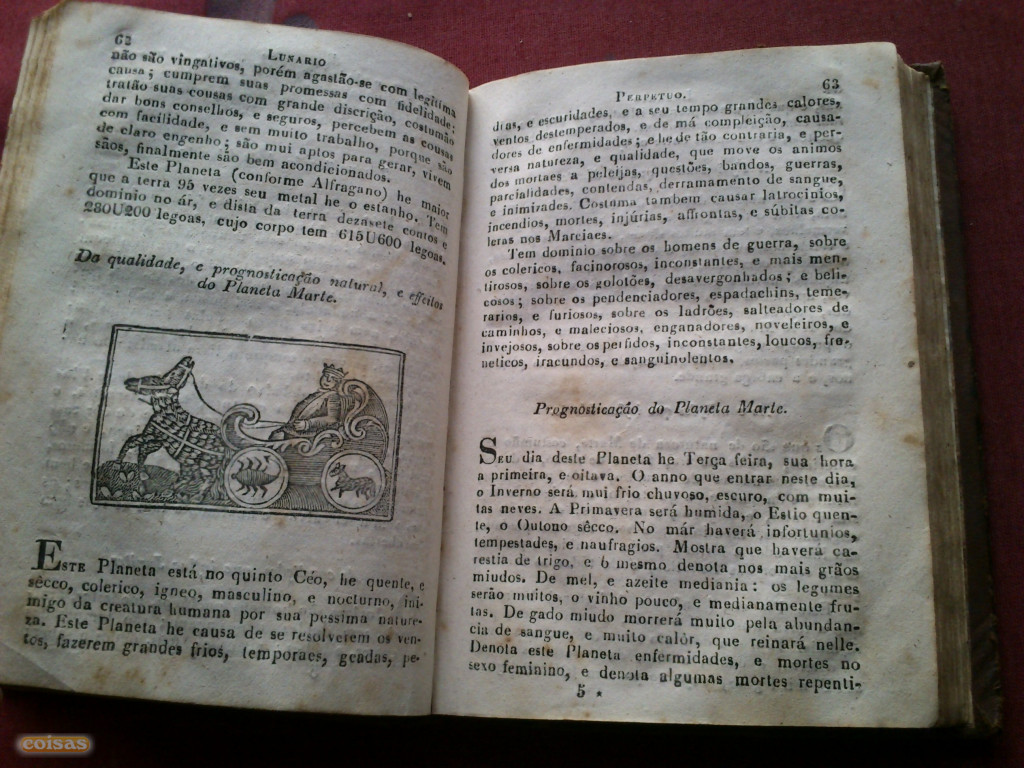 62
LUNARIO
não são vingativos, porém agastão-se com legitima
causa; cumprem suas promessas com fidelidade;
tratão suas cousas com grande discrição, costumão
dar bons conselhos, e seguros, percebem as cousas
com facilidade, e sem muito trabalho, porque são
de claro engenho; são mui aptos para gerar, vivem
sãos, finalmente são bem acondicionados.
Este Planeta (conforme Alfragano) he maior
que a terra 95 vezes seu metal he o estanho. Tem
dominio no ár, e dista da terra dezasete contos e
280U200 legoas, cujo corpo tem 615U600 legoas.
Da qualidade, e prognosticação natural, e effeitos
do Planeta Marte.
ESTE Planeta está no quinto Céo, he quente, e
sêcco, colerico, igneo, masculino, e nocturno, ini-
migo da creatura humana por sua pessima nature-
za. Este Planeta he causa de se resolverem os ven-
tos, fazerem grandes frios, temporaes, geadas, pe-
PERPETUO.
63
dras, e escuridades, e a seu tempo grandes calores,
ventos destemperados, e de má compleição, causa-
dores de enfermidades; e he de tão contraria, e per-
versa natureza, e qualidade, que move os animos
dos mortaes a peleijas, questões, bandos, guerras,
parcialidades, contendas, derramamento de sangue,
e inimizades. Costuma tambem causar latrocinios,
incendios, mortes, injúrias, affrontas, e súbitas co-
leras nos Marciaes.
Tem dominio sobre os homens de guerra, sobre
os colericos, facinorosos, inconstantes, e mais men-
tirosos, sobre os golotões, desavergonhados; e beli-
cosos; sobre os pendenciadores, espadachins, teme-
rarios, e furiosos, sobre os ladrões, salteadores de
caminhos, e maleciosos, enganadores, noveleiros, e
invejosos, sobre os perfidos, inconstantes, loucos, fre-
neticos, iracundos, e sanguinolentos.
Prognosticação do Planeta Marte.
SEU dia deste Planeta he Terça feira, sua hora
a primeira, e oitava. O anno que entrar neste dia,
o Inverno será mui frio chuvoso, escuro, com mui-
tas neves. A Primavera será humida, o Estio quen-
te, o Outono sêcco. No már haverá infortunios,
tempestades, e naufragios. Mostra que haverá ca-
restia de trigo, e o mesmo denota nos mais grãos
miudos. De mel, e azeite mediania: os legumes
serão muitos, o vinho pouco, e medianamente fru-
tas. De gado miudo morrerá muito pela abundan-
cia de sangue, e muito calôr, que reinará nelle.
Denota este Planeta enfermidades, e mortes no
sexo feminino, e denota algumas mortes repenti-
5 *
coisas